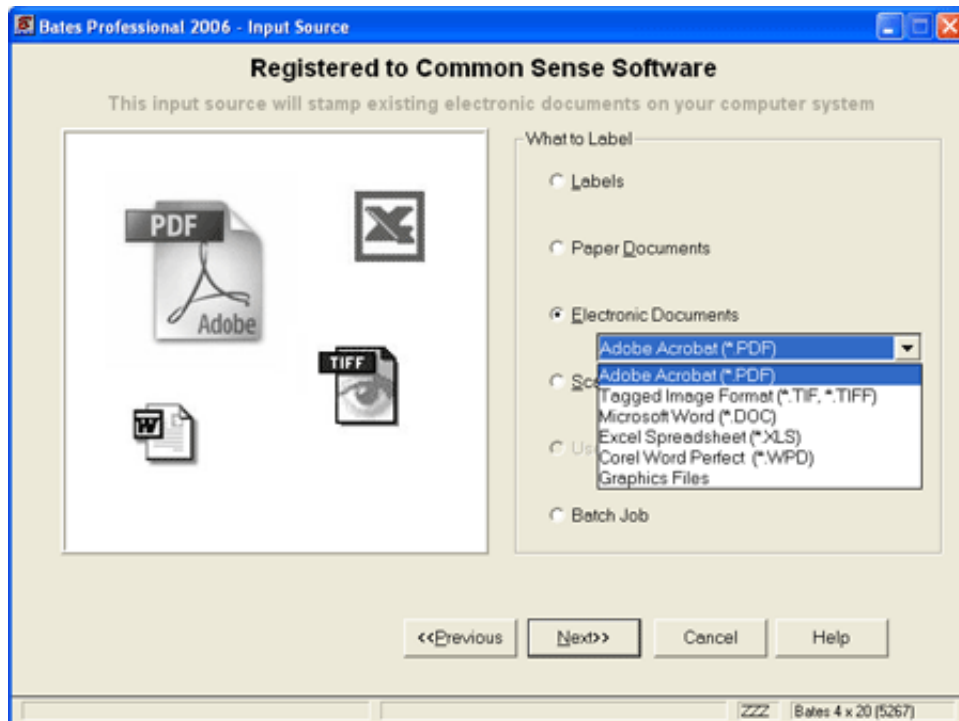 Bates Professional 2006 - Input Source
Registered to Common Sense Software
This input source will stamp existing electronic documents on your computer system
PDF
Adobe
TIFF
W
What to Label
Labels
Paper Documents
Electronic Documents
Adobe Acrobat (*.PDF)
Adobe Acrobat (*.PDF)
Tagged Image Format (*.TIF, *.TIFF)
Microsoft Word (*.DOC)
Excel Spreadsheet (*.XLS)
Corel Word Perfect (*.WPD)
Graphics Files
Batch Job
<<Previous
Next>>
Cancel
Help
ZZZ
Bates 4 x 20 (5267)